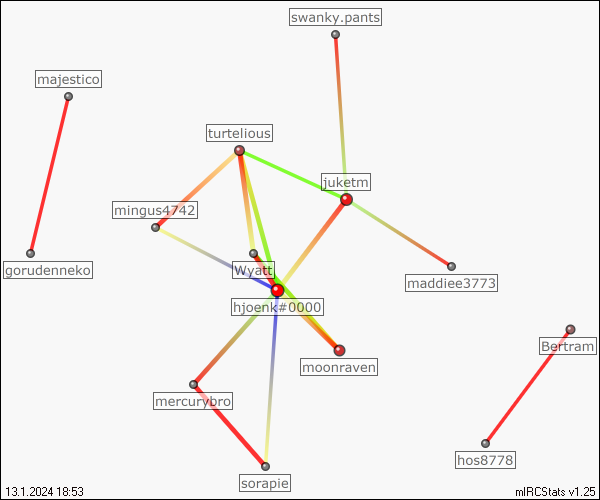 swanky.pants
majestico
turtelious
juketm
mingus4742
gorudenneko
Wyatt
maddiee3773
hjoenk#0000
Bertram
moonraven
mercurybro
hos8778
sorapie
13.1.2024 18:53
mIRCStats v1.25